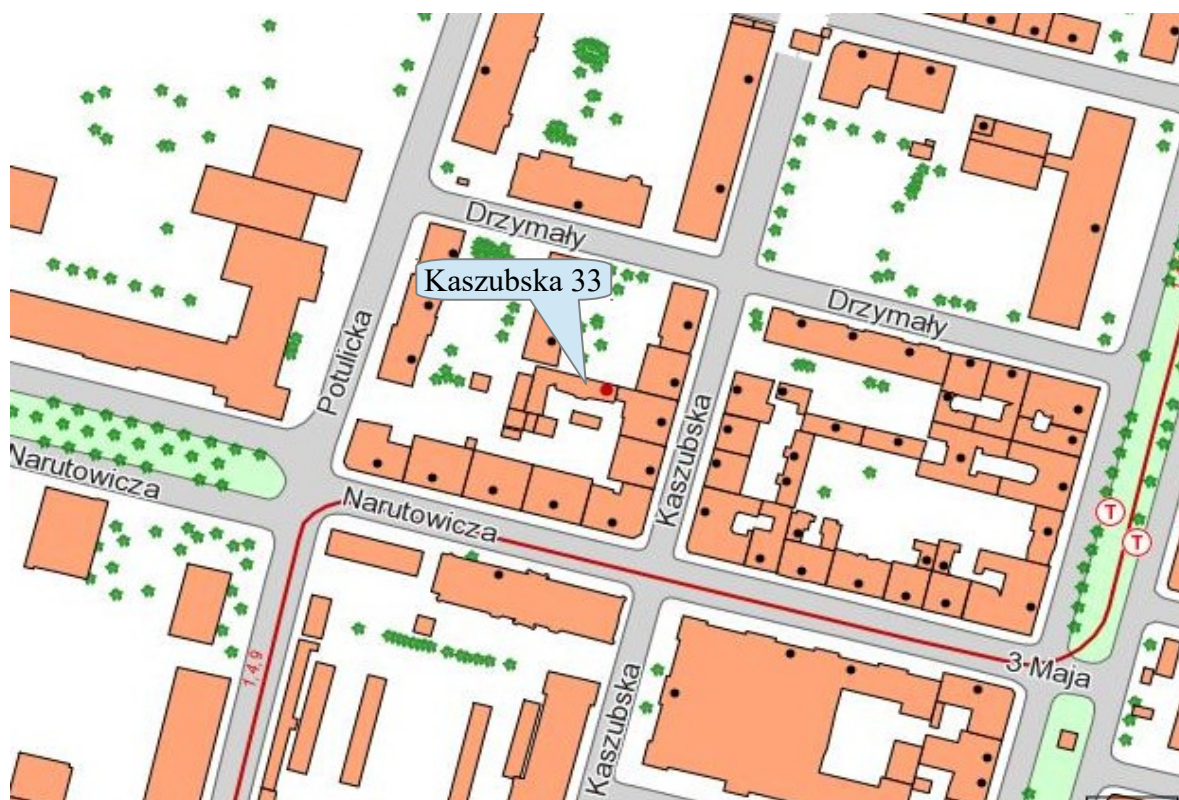 Drzymały
Kaszubska 33
Drzymały
Potulicka
Kaszubska
Narutowicza
Narutowicza
T
T
3 Maja
1, 4, 9
Kaszubska